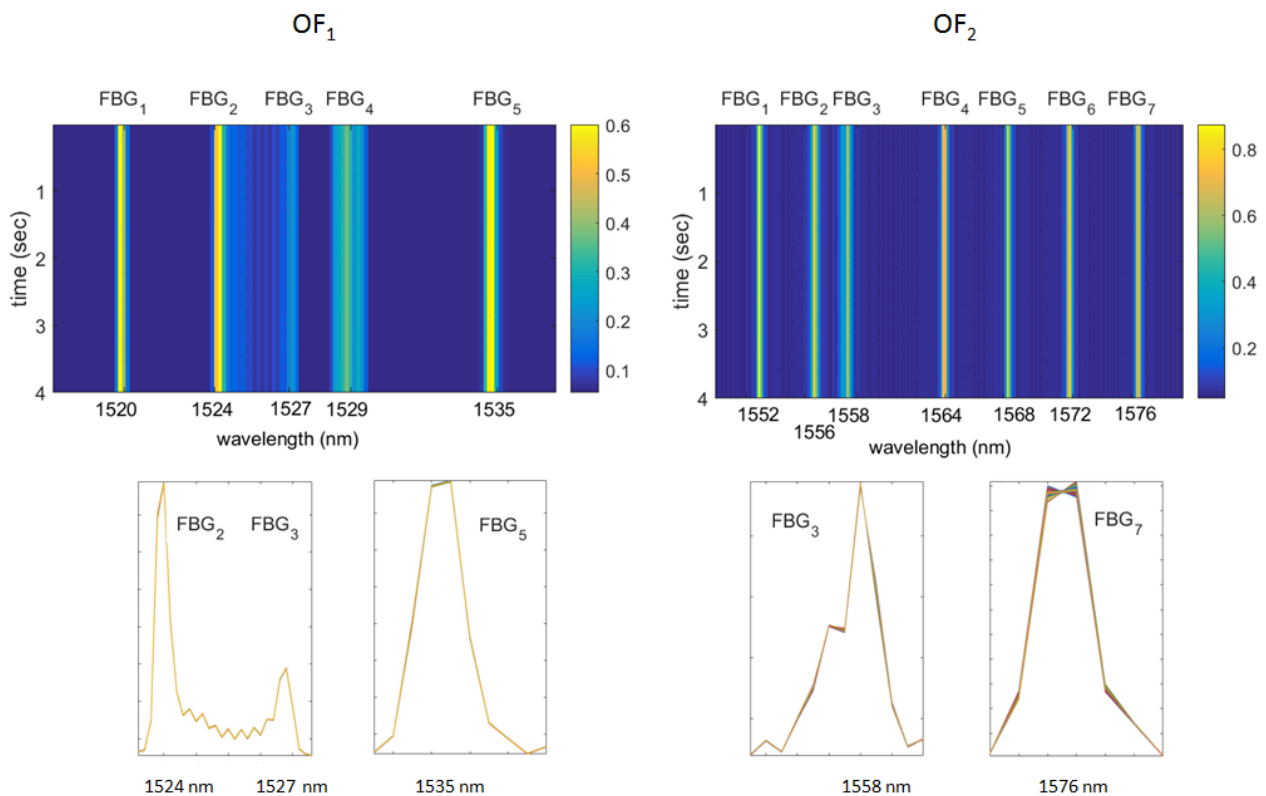 OF₁
OF₂
FBG₁ FBG₂ FBG₃ FBG₄ FBG₅
0.6
0.5
0.4
0.3
0.2
0.1
1
2
3
4
time (sec)
1520 1524 1527 1529 1535
wavelength (nm)
FBG₁ FBG₂ FBG₃ FBG₄ FBG₅ FBG₆ FBG₇
0.8
0.6
0.4
0.2
1
2
3
4
time (sec)
1552 1558 1564 1568 1572 1576
1556
wavelength (nm)
FBG₂ FBG₃
1524 nm 1527 nm
FBG₅
1535 nm
FBG₃
1558 nm
FBG₇
1576 nm